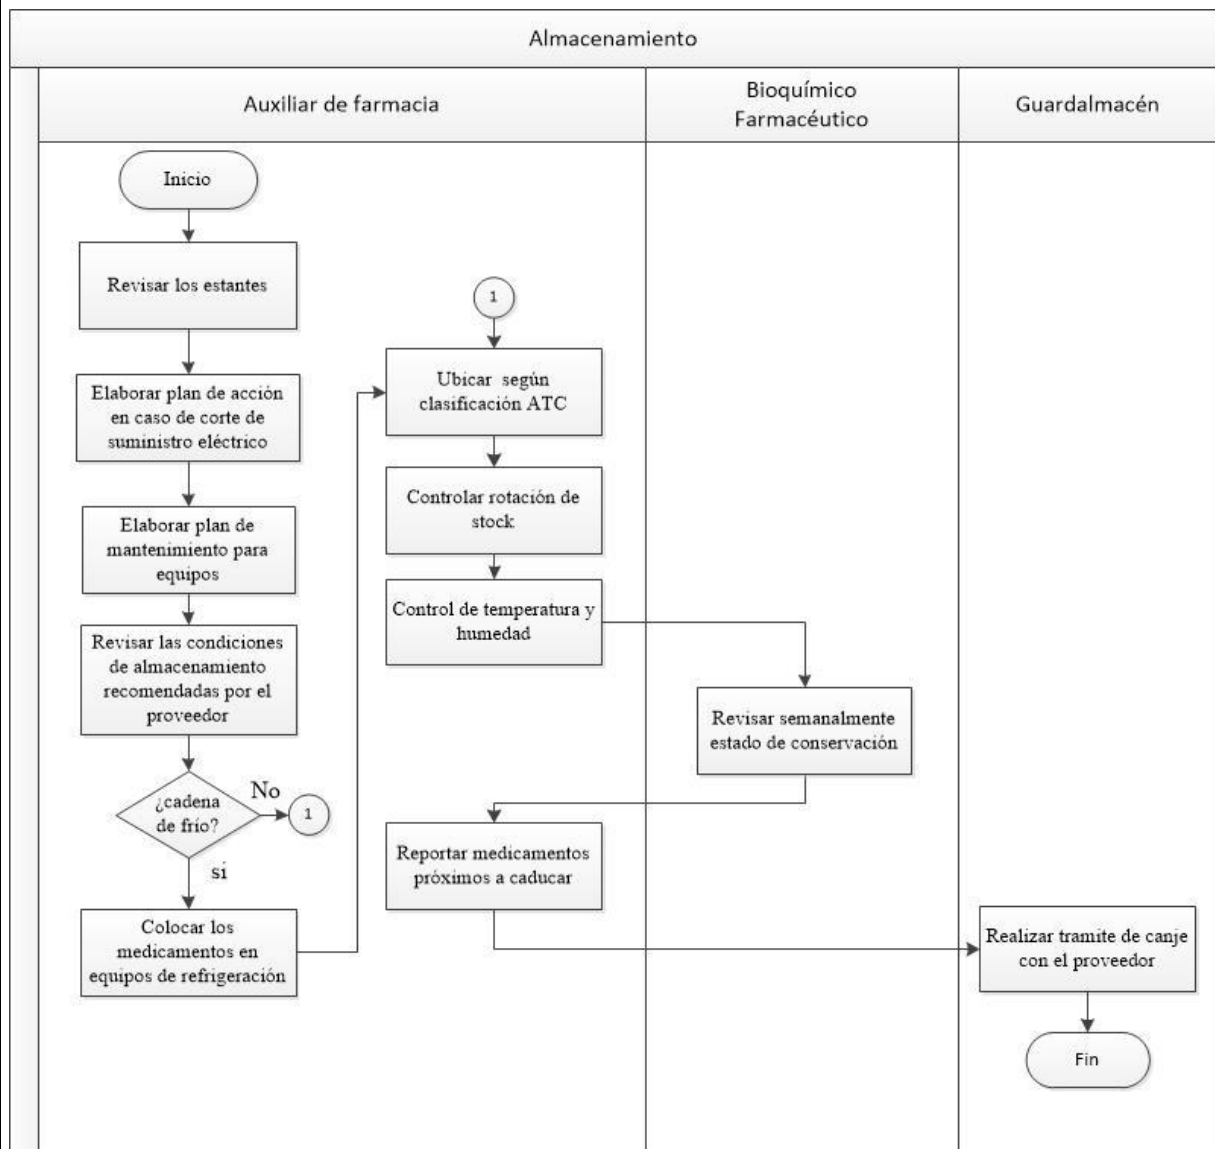 Almacenamiento
Auxiliar de farmacia
Bioquímico
Farmacéutico
Guardalmacén
Inicio
Revisar los estantes
Elaborar plan de acción
en caso de corte de
suministro eléctrico
Elaborar plan de
mantenimiento para
equipos
Revisar las condiciones
de almacenamiento
recomendadas por el
proveedor
¿cadena
de frío?
No
1
si
Colocar los
medicamentos en
equipos de refrigeración
1
Ubicar según
clasificación ATC
Controlar rotación de
stock
Control de temperatura y
humedad
Revisar semanalmente
estado de conservación
Reportar medicamentos
próximos a caducar
Realizar tramite de canje
con el proveedor
Fin